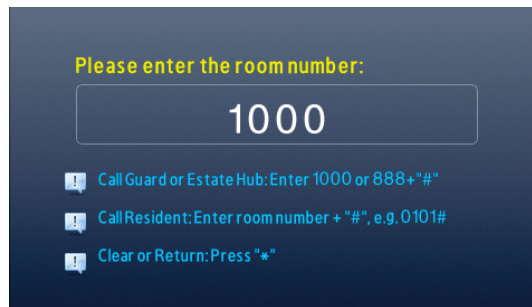 Please enter the room number:
1000
Call Guard or Estate Hub: Enter 1000 or 888+"#"
Call Resident: Enter room number + "#", e.g. 0101#
Clear or Return: Press "*"